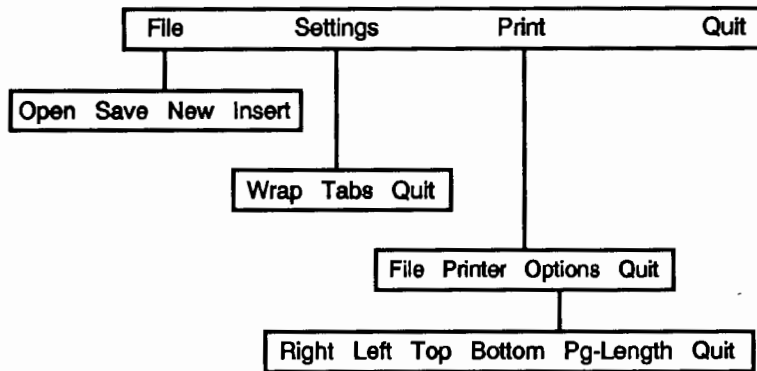 File Settings Print Quit
Open Save New Insert
Wrap Tabs Quit
File Printer Options Quit
Right Left Top Bottom Pg-Length Quit